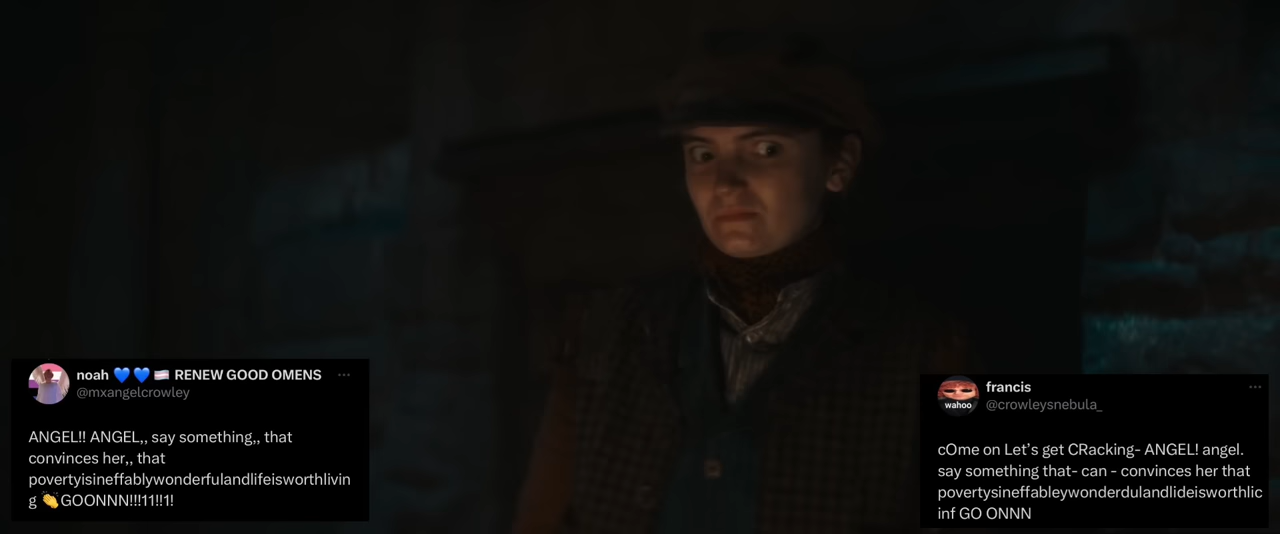 noah 💙💙🏳️‍⚧️ RENEW GOOD OMENS
@mxangelcrowley
ANGEL!! ANGEL,, say something,, that
convinces her,, that
povertyisineffablywonderfulandlifeisworthlivin
g 👏GOONNN!!!11!!1!
francis
@crowleysnebula_
wahoo
cOme on Let's get CRacking- ANGEL! angel.
say something that- can - convinces her that
povertysineffableywonderdulandlideisworthlic
inf GO ONNN